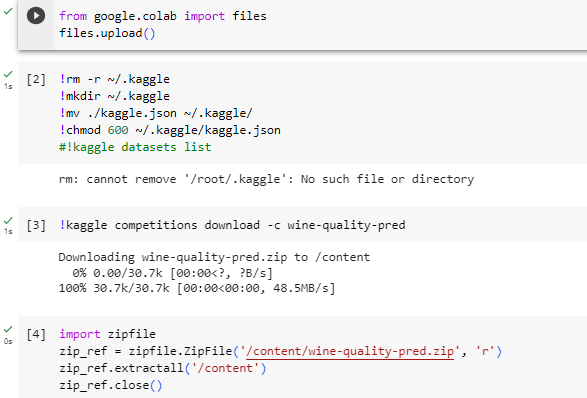 from google.colab import files
files.upload()
[2] !rm -r ~/.kaggle
1s
!mkdir ~/.kaggle
!mv ./kaggle.json ~/.kaggle/
!chmod 600 ~/.kaggle/kaggle.json
#!kaggle datasets list
rm: cannot remove '/root/.kaggle': No such file or directory
[3] !kaggle competitions download -c wine-quality-pred
1s
Downloading wine-quality-pred.zip to /content
0% 0.00/30.7k [00:00<?, ?B/s]
100% 30.7k/30.7k [00:00<00:00, 48.5MB/s]
[4] import zipfile
0s
zip_ref = zipfile.ZipFile('/content/wine-quality-pred.zip', 'r')
zip_ref.extractall('/content')
zip_ref.close()